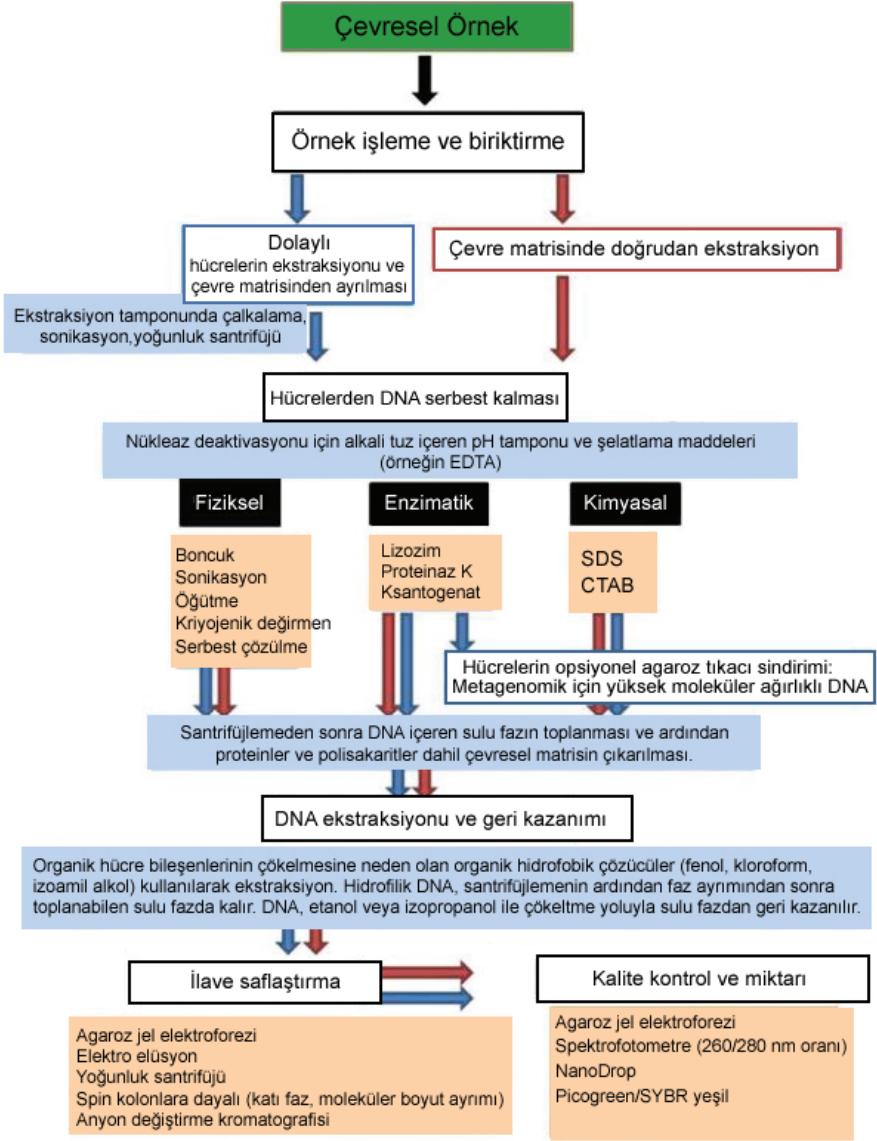 Çevresel Örnek
Örnek işleme ve biriktirme
Dolaylı
hücrelerin ekstraksiyonu ve
çevre matrisinden ayrılması
Çevre matrisinde doğrudan ekstraksiyon
Ekstraksiyon tamponunda çalkalama,
sonikasyon,yoğunluk santrifüjü
Hücrelerden DNA serbest kalması
Nükleaz deaktivasyonu için alkali tuz içeren pH tamponu ve şelatlama maddeleri
(örneğin EDTA)
Fiziksel
Boncuk
Sonikasyon
Öğütme
Kriyojenik değirmen
Serbest çözülme
Enzimatik
Lizozim
Proteinaz K
Ksantogenat
Kimyasal
SDS
CTAB
Hücrelerin opsiyonel agaroz tıkacı sindirimi:
Metagenomik için yüksek moleküler ağırlıklı DNA
Santrifüjlemeden sonra DNA içeren sulu fazın toplanması ve ardından
proteinler ve polisakaritler dahil çevresel matrisin çıkarılması.
DNA ekstraksiyonu ve geri kazanımı
Organik hücre bileşenlerinin çökelmesine neden olan organik hidrofobik çözücüler (fenol, kloroform,
izoamil alkol) kullanılarak ekstraksiyon. Hidrofilik DNA, santrifüjlemenin ardından faz ayrımından sonra
toplanabilen sulu fazda kalır. DNA, etanol veya izopropanol ile çökeltme yoluyla sulu fazdan geri kazanılır.
İlave saflaştırma
Agaroz jel elektroforezi
Elektro elüsyon
Yoğunluk santrifüjü
Spin kolonlara dayalı (katı faz, moleküler boyut ayrımı)
Anyon değiştirme kromatografisi
Kalite kontrol ve miktarı
Agaroz jel elektroforezi
Spektrofotometre (260/280 nm oranı)
NanoDrop
Picogreen/SYBR yeşil